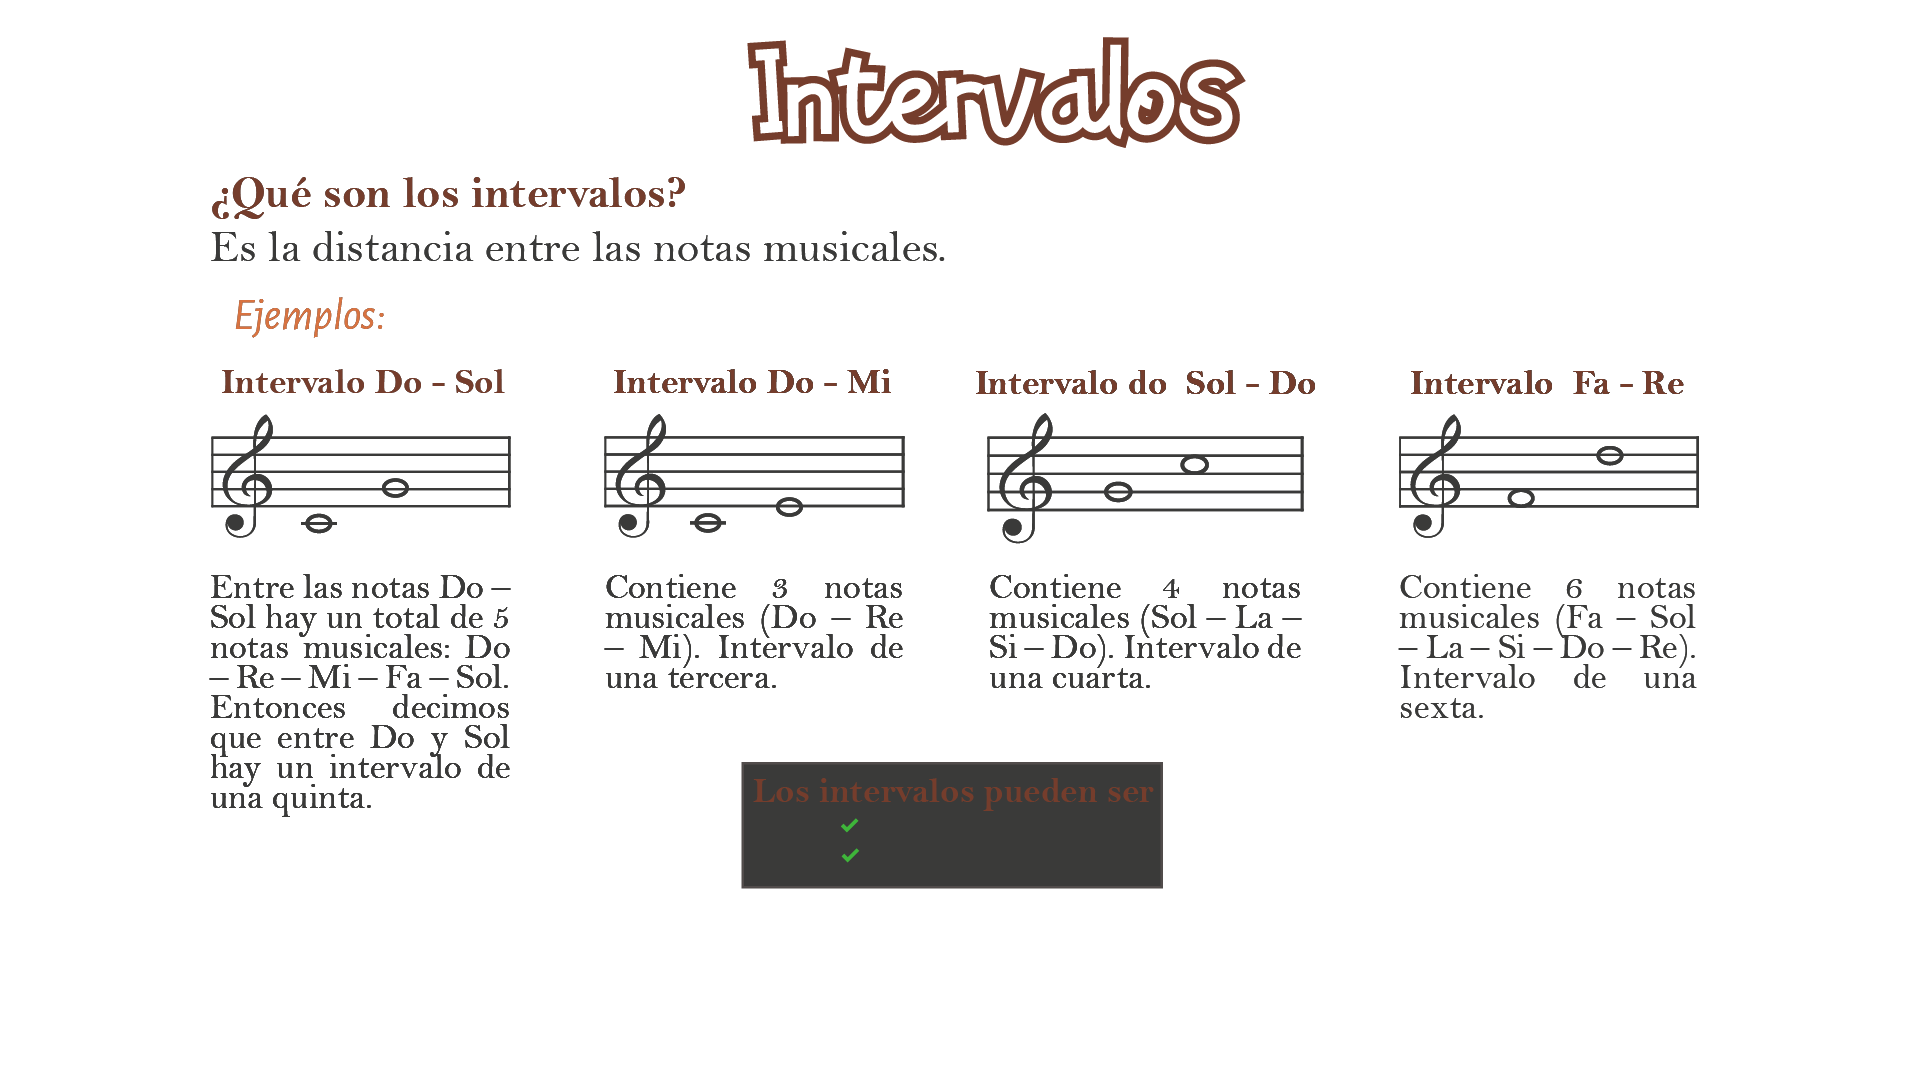 Intervalos
¿Qué son los intervalos?
Es la distancia entre las notas musicales.
Ejemplos:
Intervalo Do - Sol
Entre las notas Do –
Sol hay un total de 5
notas musicales: Do
– Re – Mi – Fa – Sol.
Entonces decimos
que entre Do y Sol
hay un intervalo de
una quinta.
Intervalo Do - Mi
Contiene 3 notas
musicales (Do – Re
– Mi). Intervalo de
una tercera.
Intervalo do Sol - Do
Contiene 4 notas
musicales (Sol – La –
Si – Do). Intervalo de
una cuarta.
Intervalo Fa - Re
Contiene 6 notas
musicales (Fa – Sol
– La – Si – Do – Re).
Intervalo de una
sexta.
Los intervalos pueden ser